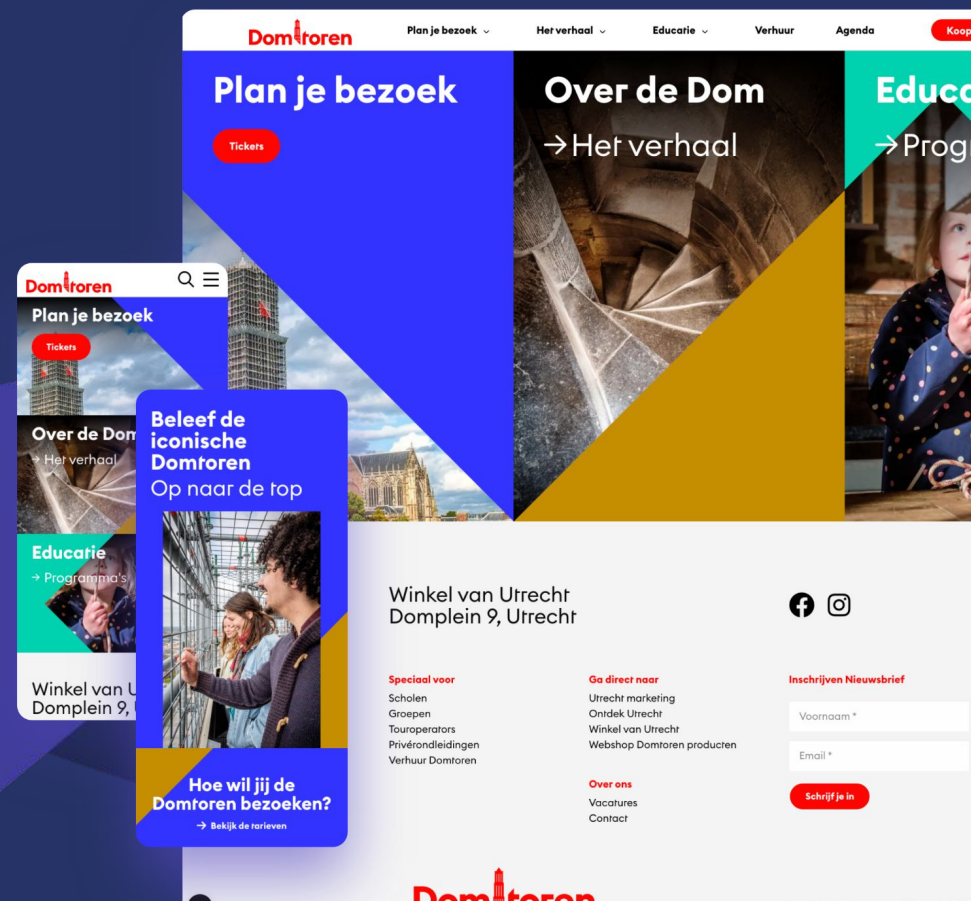 Domtoren
Plan je bezoek
Het verhaal
Educatie
Verhuur
Agenda
Koop
Plan je bezoek
Tickets
Over de Dom
→Het verhaal
Domtoren
Plan je bezoek
Tickets
Over de Dom
→ Het verhaal
Educatie
→ Programma's
Winkel van U
Domplein 9,
Beleef de
iconische
Domtoren
Op naar de top
Hoe wil jij de
Domtoren bezoeken?
→ Bekijk de tarieven
Winkel van Utrecht
Domplein 9, Utrecht
Speciaal voor
Scholen
Groepen
Touroperators
Privérondleidingen
Verhuur Domtoren
Ga direct naar
Utrecht marketing
Ontdek Utrecht
Winkel van Utrecht
Webshop Domtoren producten
Over ons
Vacatures
Contact
Inschrijven Nieuwsbrief
Voornaam *
Email *
Schrijf je in
Domtoren